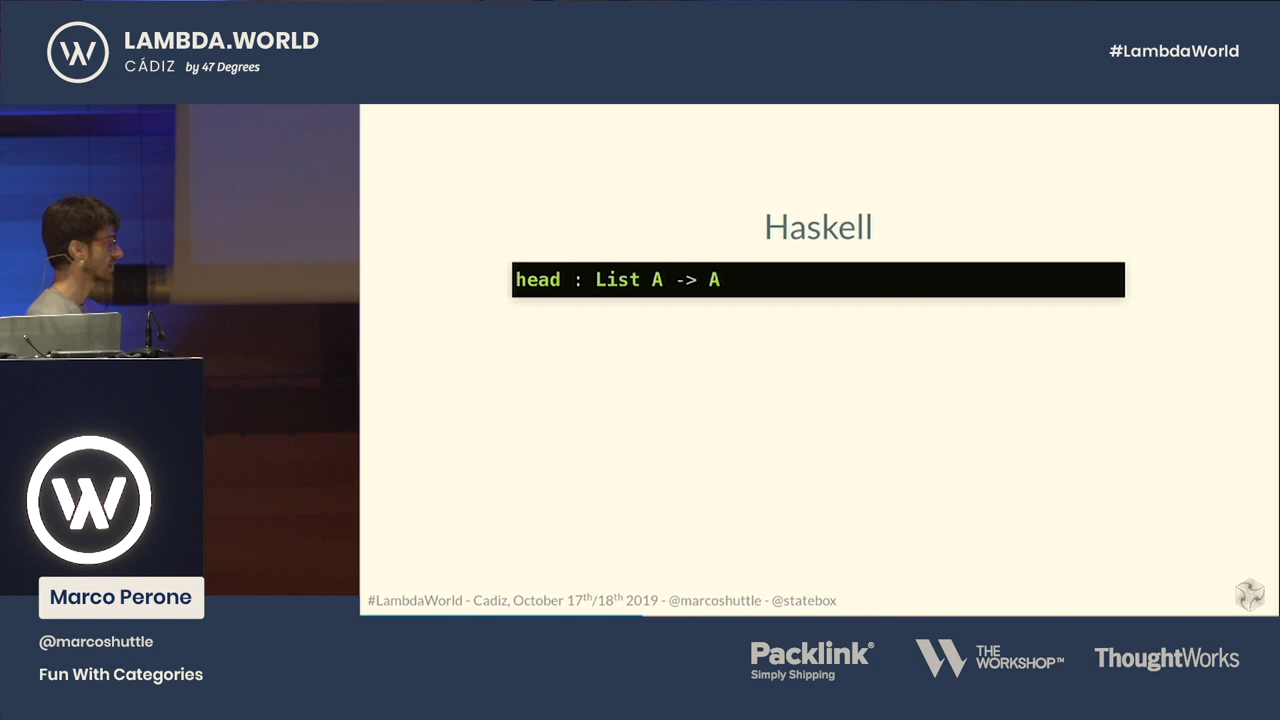 LAMBDA.WORLD
CÁDIZ by 47 Degrees
#LambdaWorld
Haskell
head : List A -> A
#LambdaWorld - Cadiz, October 17th/18th 2019 - @marcoshuttle - @statebox
Marco Perone
@marcoshuttle
Fun With Categories
Packlink®
Simply Shipping
THE
WORKSHOP™
ThoughtWorks